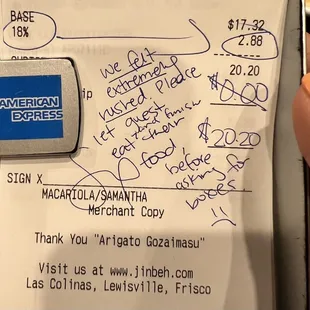 BASE $17.32
18% 2.88
20.20
AMERICAN
EXPRESS
ip $0.00
$20.20
We felt
extremely
rushed. Please
let guest
finish
eat their
food,
before
asking for
boxes
SIGN X
MACARIOLA/SAMANTHA
Merchant Copy
Thank You "Arigato Gozaimasu"
Visit us at www.jinbeh.com
Las Colinas, Lewisville, Frisco